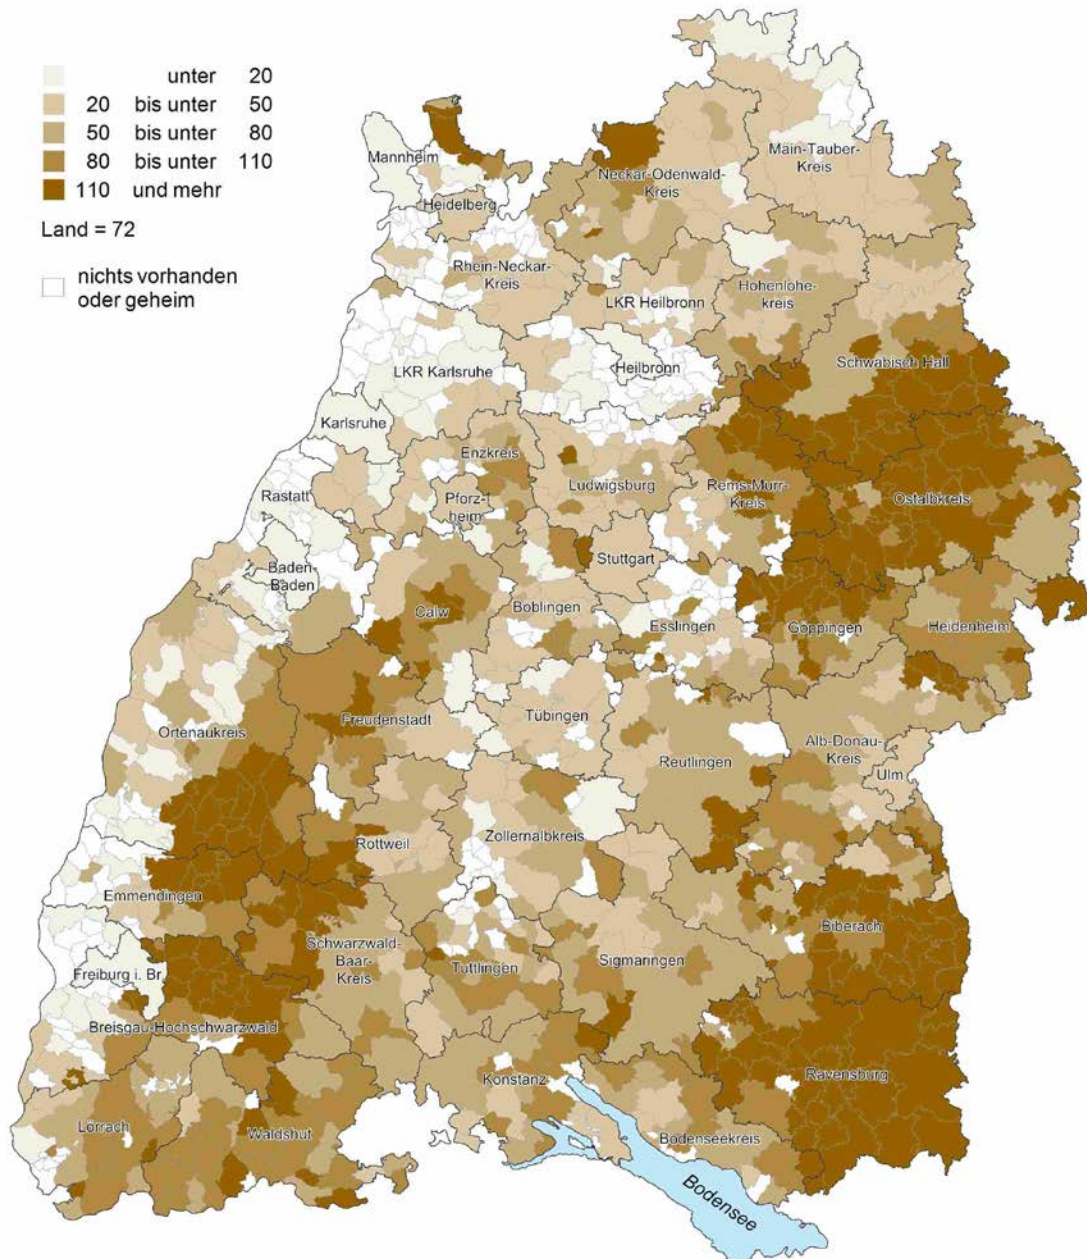 unter 20
20 bis unter 50
50 bis unter 80
80 bis unter 110
110 und mehr
Land = 72
nichts vorhanden
oder geheim
Mannheim
Main-Tauber-
Kreis
Neckar-Odenwald-
Kreis
Heidelberg
Rhein-Neckar-
Kreis
LKR Heilbronn
Hohenlohe-
kreis
LKR Karlsruhe
Heilbronn
Schwäbisch Hall
Karlsruhe
Enzkreis
Ludwigsburg
Rems-Murr-
Kreis
Ostalbkreis
Rastatt
Pforz-
heim
Stuttgart
Baden-
Baden
Calw
Böblingen
Esslingen
Göppingen
Heidenheim
Ortenaukreis
Freudenstadt
Tübingen
Reutlingen
Alb-Donau-
Kreis
Ulm
Rottweil
Zollernalbkreis
Emmendingen
Biberach
Freiburg i. Br.
Schwarzwald-
Baar-
Kreis
Tuttlingen
Sigmaringen
Breisgau-Hochschwarzwald
Konstanz
Ravensburg
Lörrach
Waldshut
Bodenseekreis
Bodensee